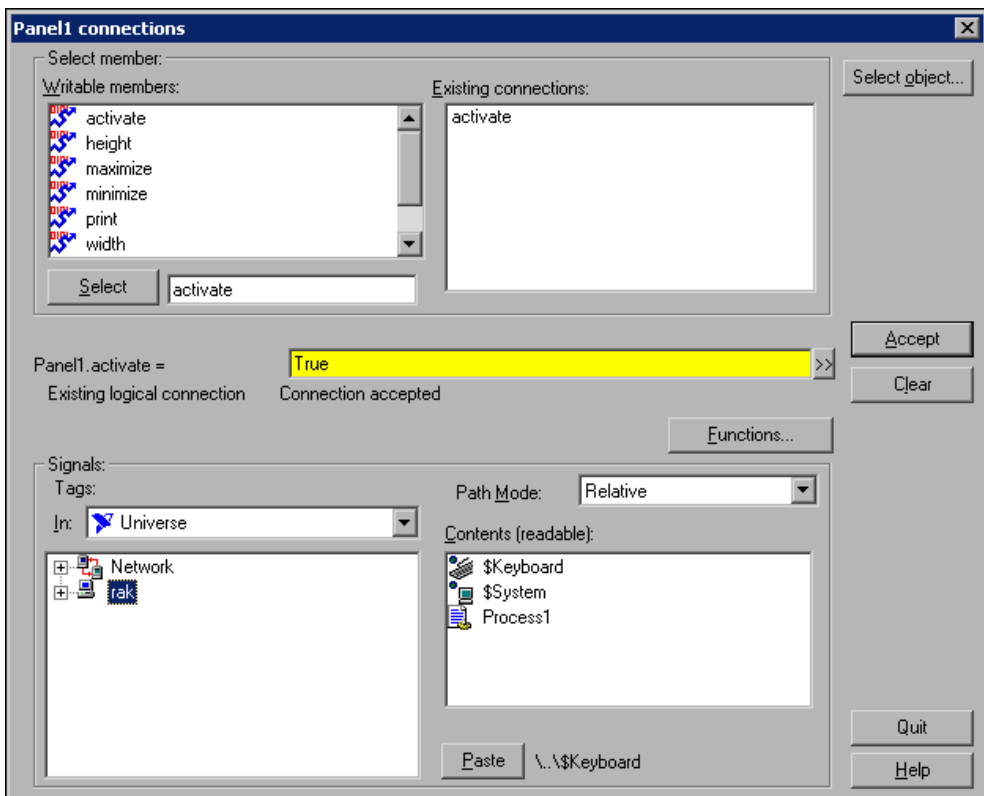 Panel1 connections
Select member:
Writable members:
activate
height
maximize
minimize
print
width
Select
activate
Existing connections:
activate
Select object...
Panel1.activate =
True
>>
Existing logical connection
Connection accepted
Accept
Clear
Functions...
Signals:
Tags:
In:
Universe
Network
rak
Path Mode:
Relative
Contents (readable):
$Keyboard
$System
Process1
Paste
\..\$Keyboard
Quit
Help